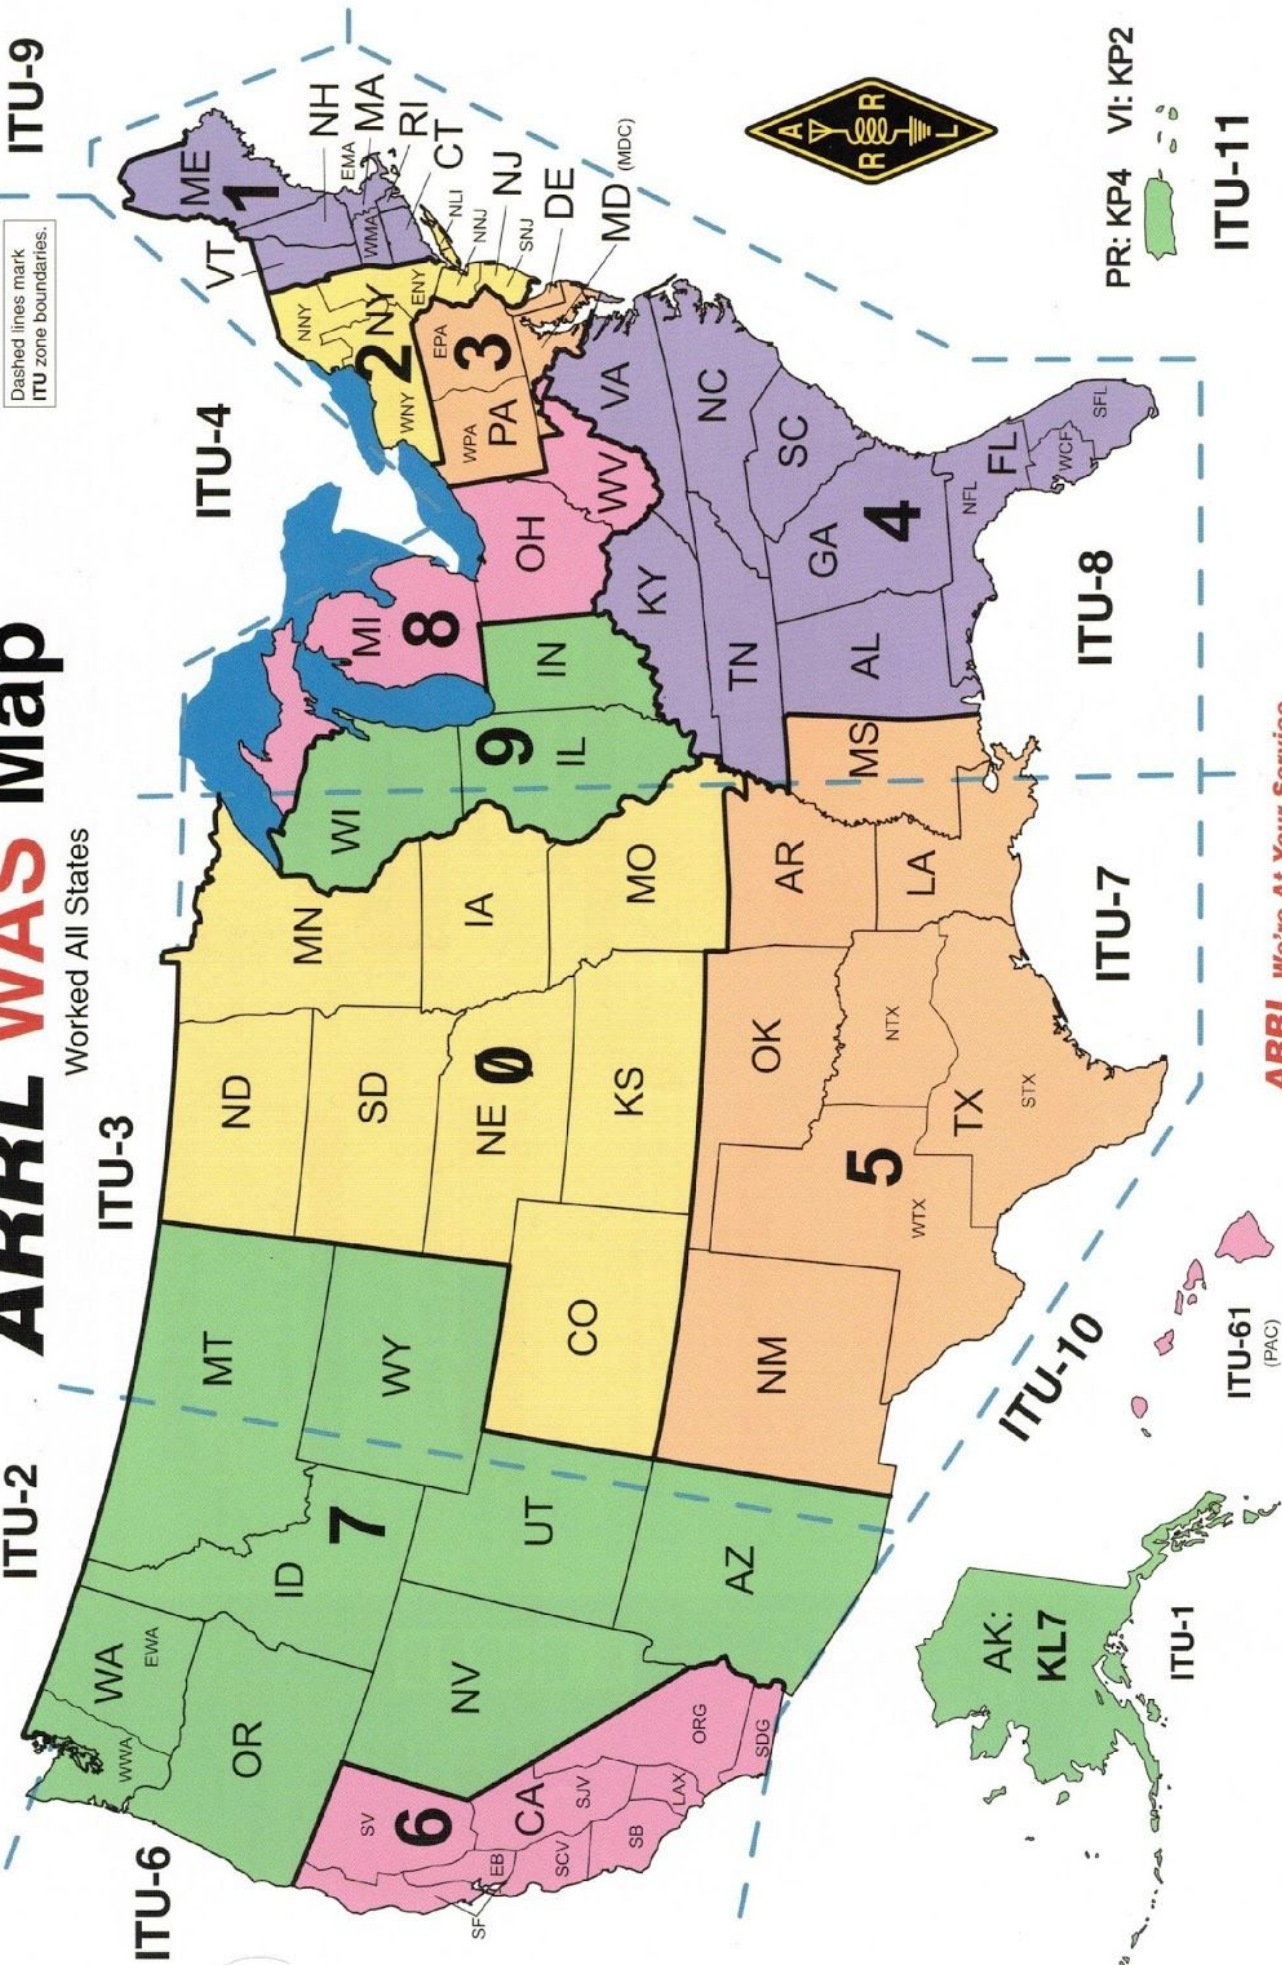 ARRL WAS Map
Worked All States
Dashed lines mark
ITU zone boundaries.
ITU-2
ITU-3
ITU-4
ITU-9
ITU-6
WA
WWA
EWA
OR
ID
MT
WY
7
NV
UT
AZ
6
CA
SV
EB
SF
SCV
SJV
SB
LAX
ORG
SDG
ND
SD
NE
Ø
KS
CO
MN
IA
MO
NM
OK
TX
NTX
WTX
STX
5
AR
LA
MS
WI
IL
9
IN
MI
8
OH
WV
KY
TN
AL
GA
4
SC
NC
VA
FL
NFL
WCF
SFL
PA
WPA
EPA
3
NY
2
WNY
NNY
ENY
VT
ME
1
NH
EMA
MA
WMA
RI
CT
NLI
NNJ
NJ
SNJ
DE
MD (MDC)
A
R R
L
ITU-7
ITU-8
ITU-10
AK:
KL7
ITU-1
ITU-61
(PAC)
PR: KP4 VI: KP2
ITU-11
ARRL We're At Your Service